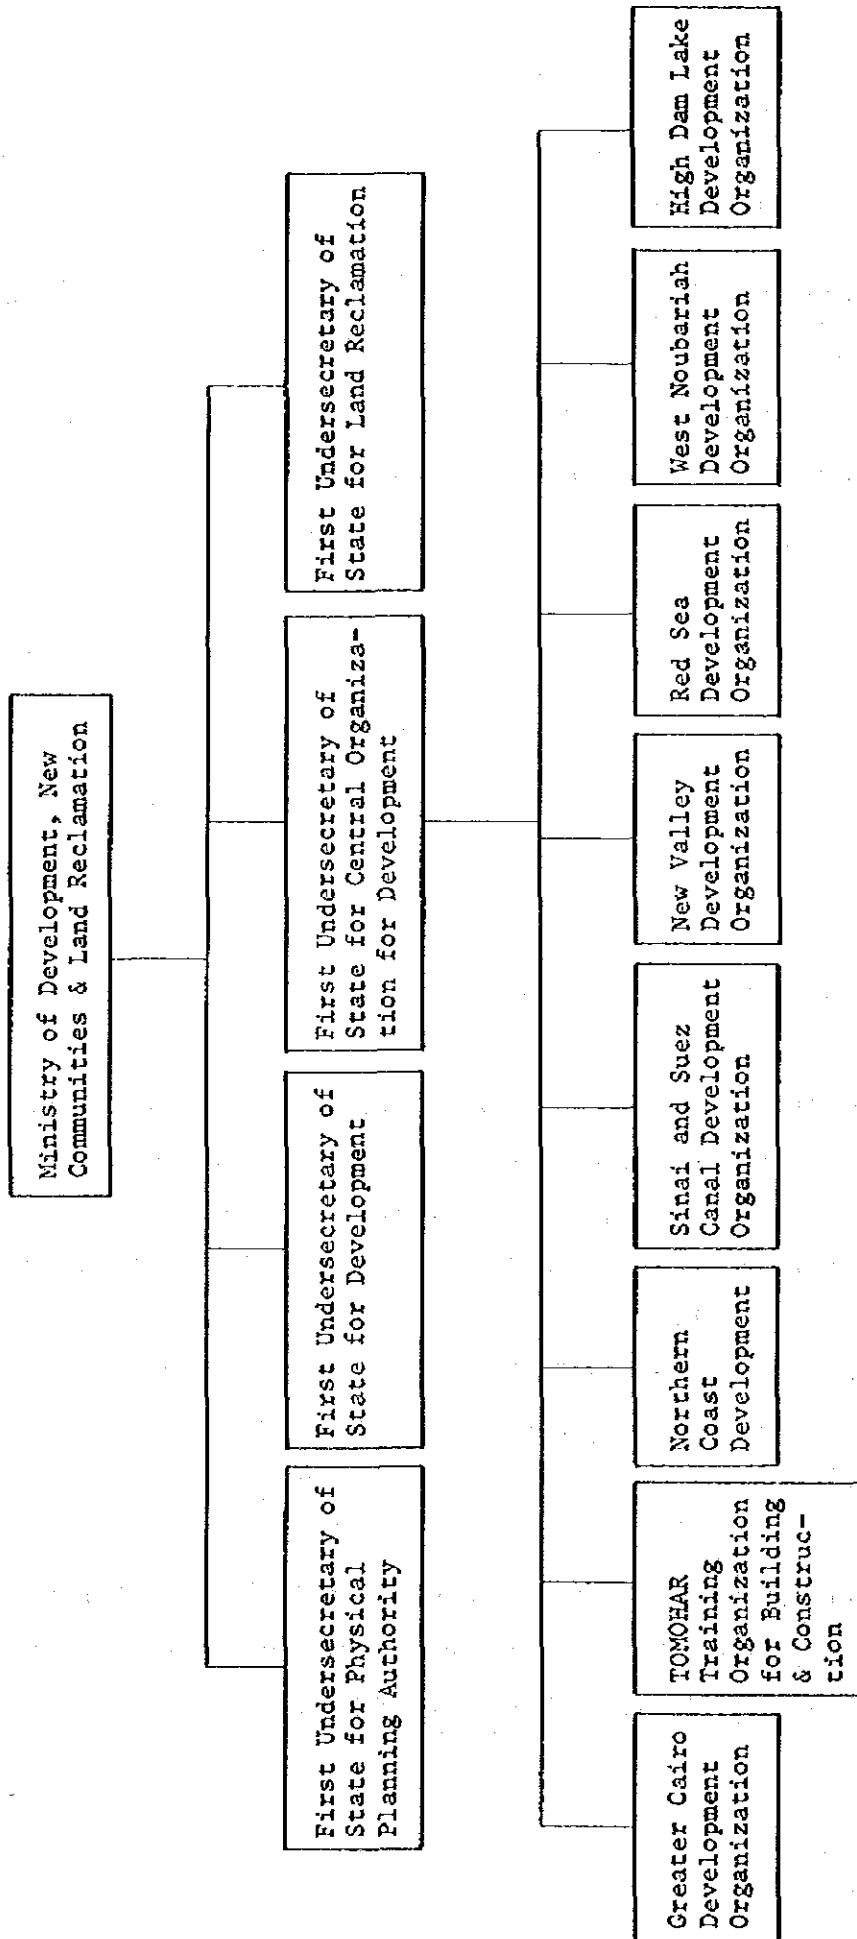 Ministry of Development, New
Communities & Land Reclamation
First Undersecretary of
State for Physical
Planning Authority
First Undersecretary of
State for Development
First Undersecretary of
State for Central Organiza-
tion for Development
First Undersecretary of
State for Land Reclamation
Greater Cairo
Development
Organization
TOMOHAR
Training
Organization
for Building
& Construc-
tion
Northern
Coast
Development
Sinai and Suez
Canal Development
Organization
New Valley
Development
Organization
Red Sea
Development
Organization
West Noubariah
Development
Organization
High Dam Lake
Development
Organization